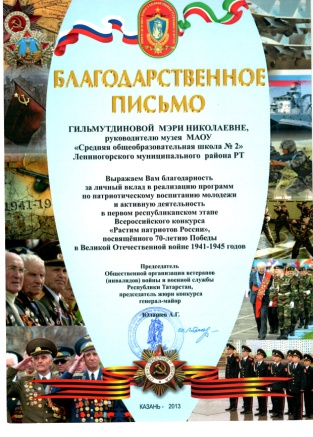 БЛАГОДАРСТВЕННОЕ
ПИСЬМО
ГИЛЬМУТДИНОВОЙ МЭРИ НИКОЛАЕВНЕ,
руководителю музея МАОУ
«Средняя общеобразовательная школа № 2»
Лениногорского муниципального района РТ
Выражаем Вам благодарность
за личный вклад в реализацию программ
по патриотическому воспитанию молодежи
и активную деятельность
в первом республиканском этапе
Всероссийского конкурса
«Растим патриотов России»,
посвящённого 70-летию Победы
в Великой Отечественной войне 1941-1945 годов
Председатель
Общественной организации ветеранов
(инвалидов) войны и военной службы
Республики Татарстан,
председатель жюри конкурса
генерал-майор
А.Г.
КАЗАНЬ - 2013